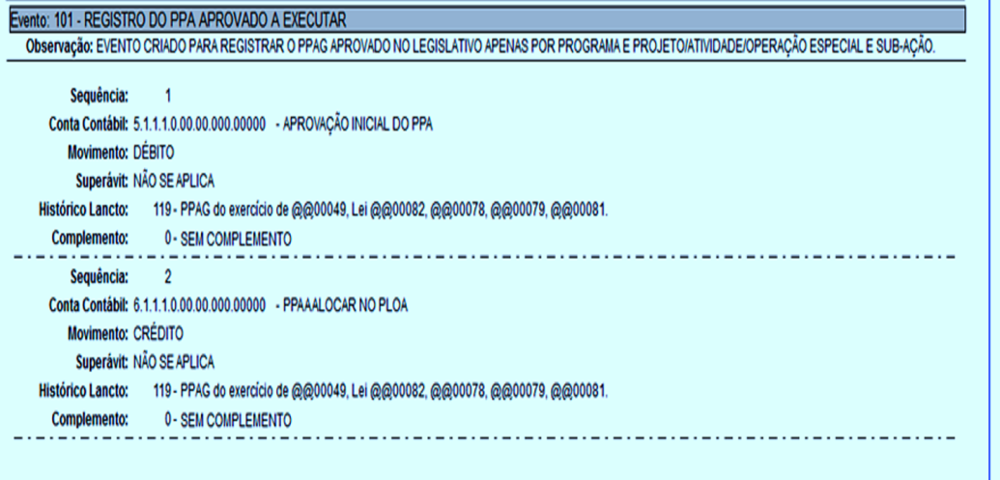 Evento: 101 - REGISTRO DO PPA APROVADO A EXECUTAR
Observação: EVENTO CRIADO PARA REGISTRAR O PPAG APROVADO NO LEGISLATIVO APENAS POR PROGRAMA E PROJETO/ATIVIDADE/OPERAÇÃO ESPECIAL E SUB-AÇÃO.
Sequência: 1
Conta Contábil: 5.1.1.1.0.00.00.000.00000 - APROVAÇÃO INICIAL DO PPA
Movimento: DÉBITO
Superávit: NÃO SE APLICA
Histórico Lancto: 119 - PPAG do exercício de @@00049, Lei @@00082, @@00078, @@00079, @@00081.
Complemento: 0 - SEM COMPLEMENTO
Sequência: 2
Conta Contábil: 6.1.1.1.0.00.00.000.00000 - PPA A ALOCAR NO PLOA
Movimento: CRÉDITO
Superávit: NÃO SE APLICA
Histórico Lancto: 119 - PPAG do exercício de @@00049, Lei @@00082, @@00078, @@00079, @@00081.
Complemento: 0 - SEM COMPLEMENTO